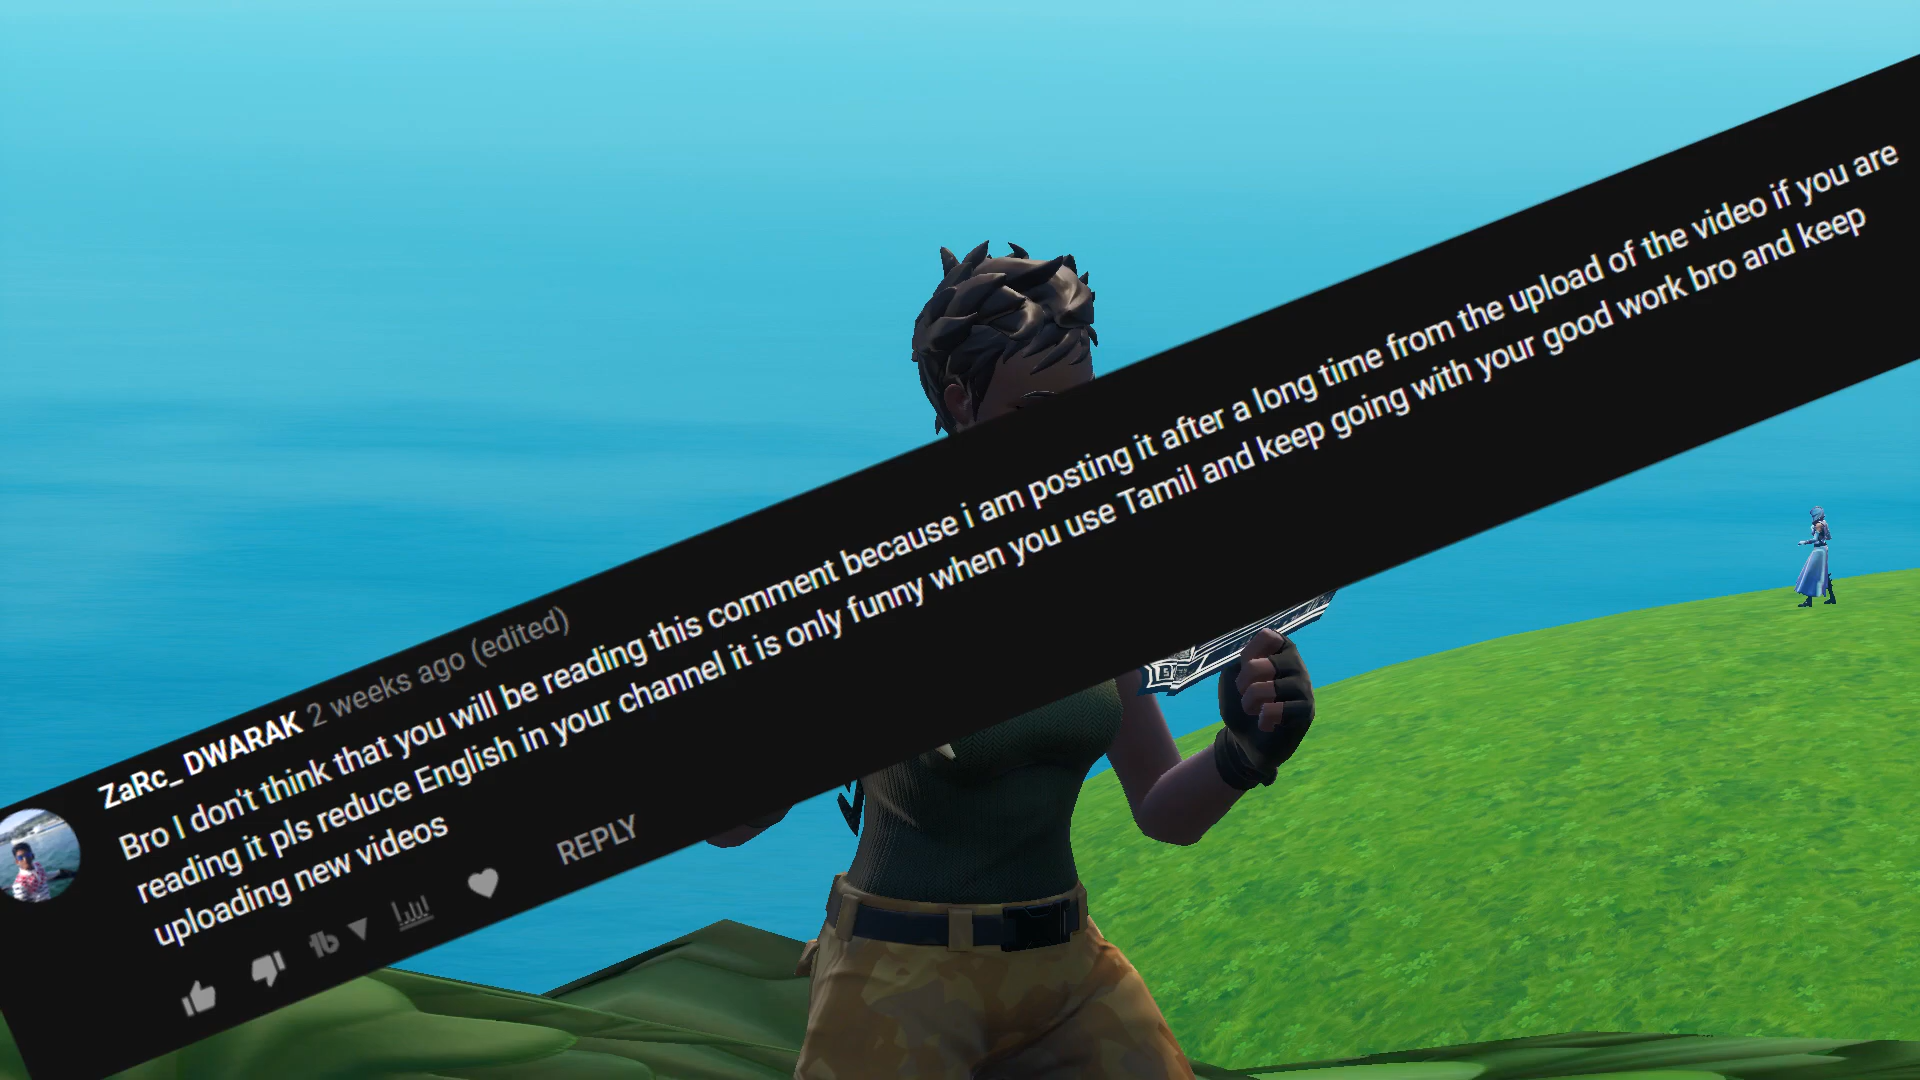 ZaRc_ DWARAK 2 weeks ago (edited)
Bro I don't think that you will be reading this comment because i am posting it after a long time from the upload of the video if you are
reading it pls reduce English in your channel it is only funny when you use Tamil and keep going with your good work bro and keep
uploading new videos
REPLY